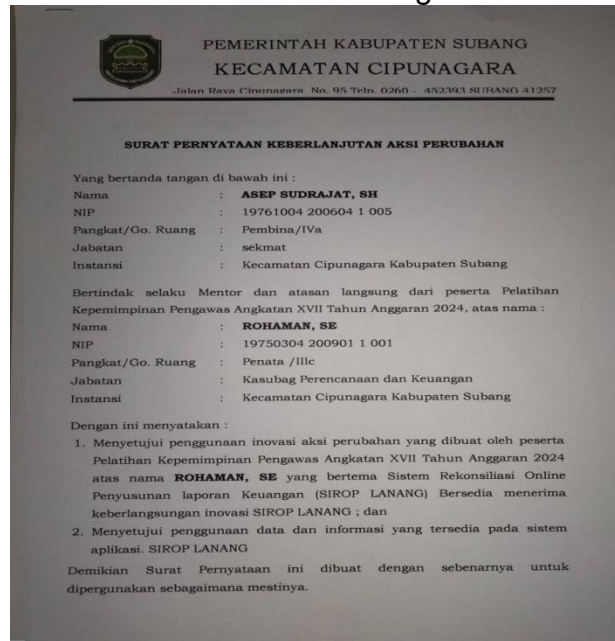 PEMERINTAH KABUPATEN SUBANG
KECAMATAN CIPUNAGARA
Jalan Raya Cipunagara No. 95 Telp. 0260 - 452393 SUBANG 41257
SURAT PERNYATAAN KEBERLANJUTAN AKSI PERUBAHAN
Yang bertanda tangan di bawah ini :
Nama : ASEP SUDRAJAT, SH
NIP : 19761004 200604 1 005
Pangkat/Go. Ruang : Pembina/IVa
Jabatan : sekmat
Instansi : Kecamatan Cipunagara Kabupaten Subang
Bertindak selaku Mentor dan atasan langsung dari peserta Pelatihan
Kepemimpinan Pengawas Angkatan XVII Tahun Anggaran 2024, atas nama :
Nama : ROHAMAN, SE
NIP : 19750304 200901 1 001
Pangkat/Go. Ruang : Penata /IIIc
Jabatan : Kasubag Perencanaan dan Keuangan
Instansi : Kecamatan Cipunagara Kabupaten Subang
Dengan ini menyatakan :
1. Menyetujui penggunaan inovasi aksi perubahan yang dibuat oleh peserta
Pelatihan Kepemimpinan Pengawas Angkatan XVII Tahun Anggaran 2024
atas nama ROHAMAN, SE yang bertema Sistem Rekonsiliasi Online
Penyusunan laporan Keuangan (SIROP LANANG) Bersedia menerima
keberlangsungan inovasi SIROP LANANG ; dan
2. Menyetujui penggunaan data dan informasi yang tersedia pada sistem
aplikasi. SIROP LANANG
Demikian Surat Pernyataan ini dibuat dengan sebenarnya untuk
dipergunakan sebagaimana mestinya.